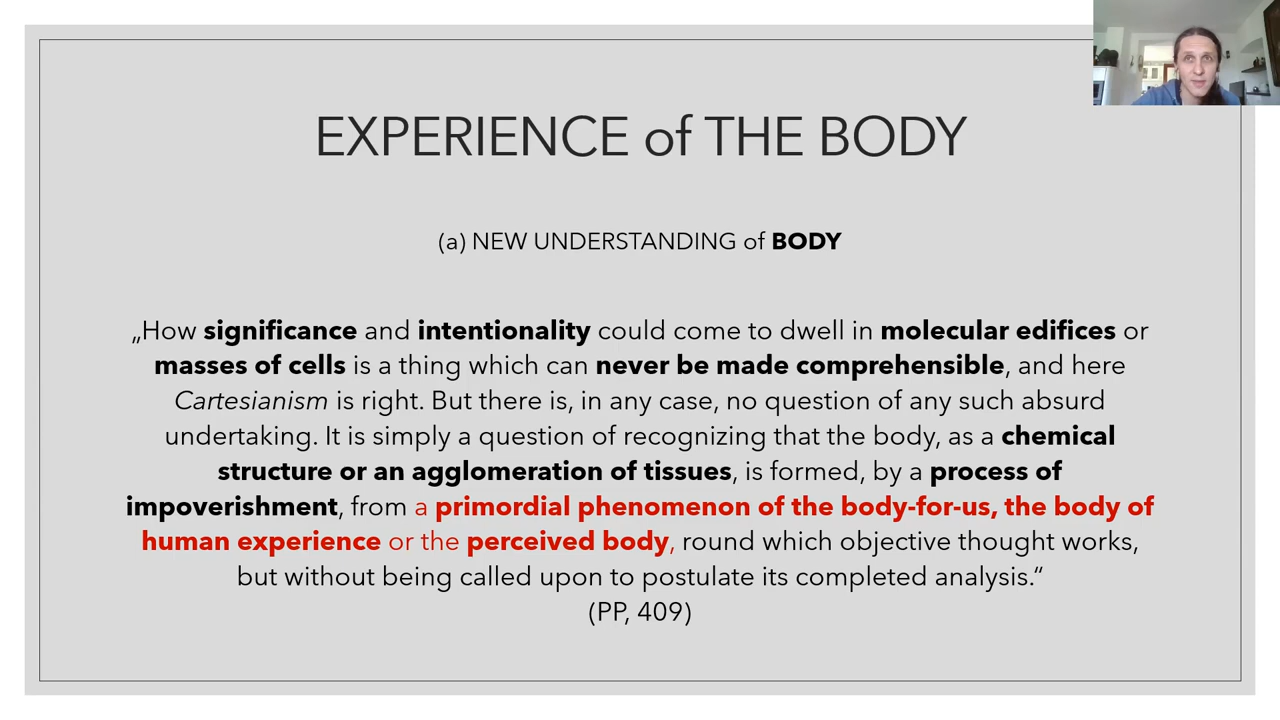 EXPERIENCE of THE BODY
(a) NEW UNDERSTANDING of BODY
„How significance and intentionality could come to dwell in molecular edifices or
masses of cells is a thing which can never be made comprehensible, and here
Cartesianism is right. But there is, in any case, no question of any such absurd
undertaking. It is simply a question of recognizing that the body, as a chemical
structure or an agglomeration of tissues, is formed, by a process of
impoverishment, from a primordial phenomenon of the body-for-us, the body of
human experience or the perceived body, round which objective thought works,
but without being called upon to postulate its completed analysis.“
(PP, 409)